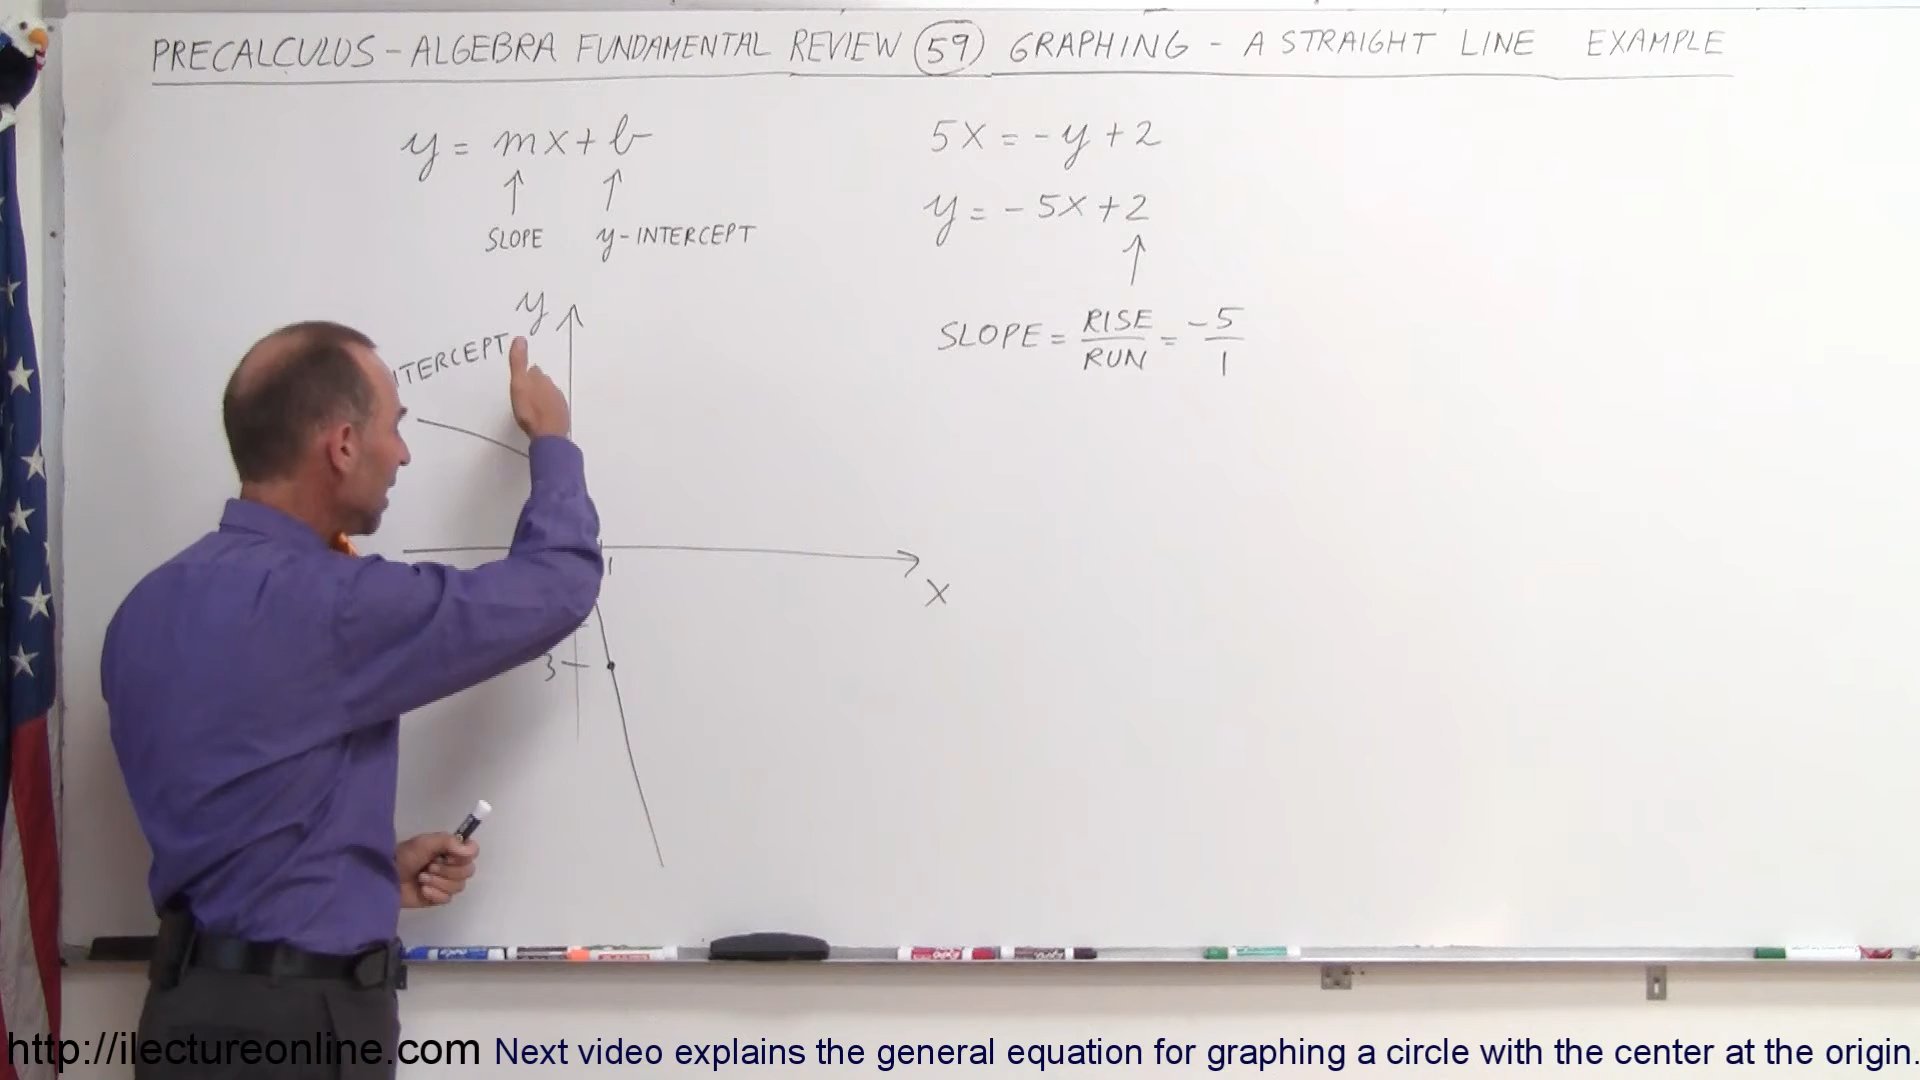 PRECALCULUS - ALGEBRA FUNDAMENTAL REVIEW 59 GRAPHING - A STRAIGHT LINE EXAMPLE
y = mx + b
SLOPE y-INTERCEPT
5X = -y + 2
y = -5X + 2
SLOPE = RISE/RUN = -5/1
y
1
X
3
http://ilectureonline.com Next video explains the general equation for graphing a circle with the center at the origin.